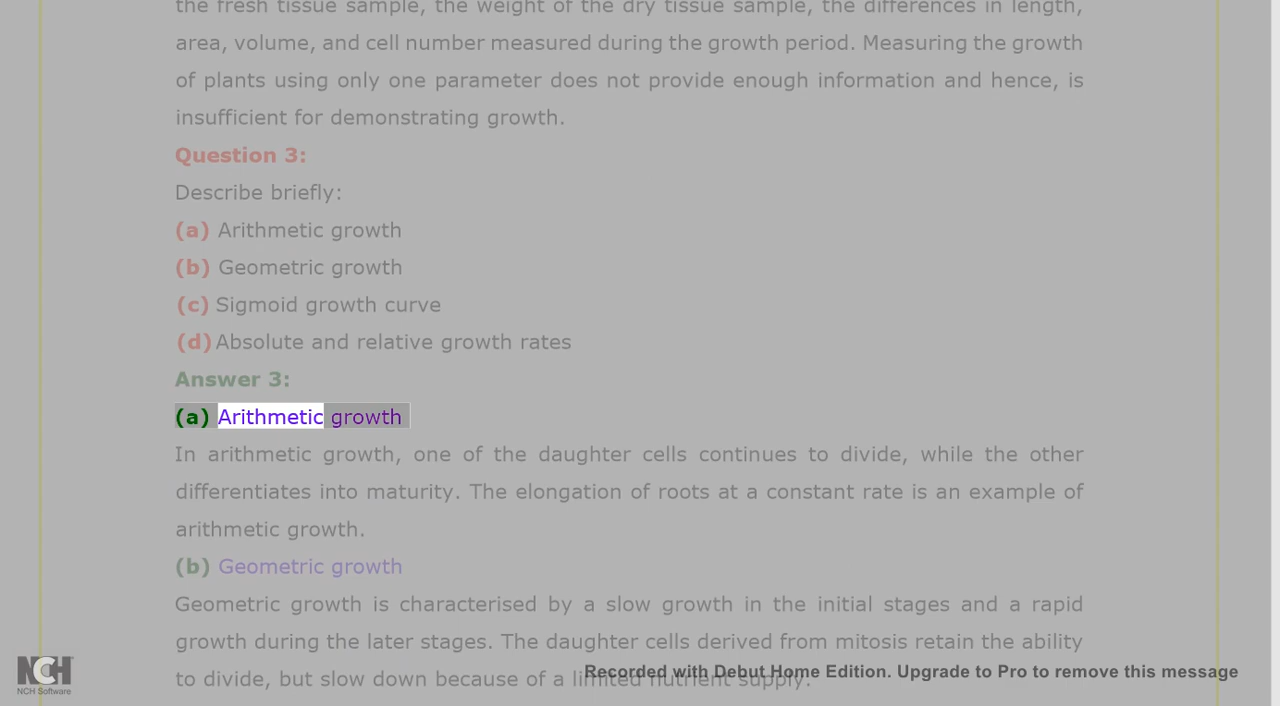 the fresh tissue sample, the weight of the dry tissue sample, the differences in length,
area, volume, and cell number measured during the growth period. Measuring the growth
of plants using only one parameter does not provide enough information and hence, is
insufficient for demonstrating growth.
Question 3:
Describe briefly:
(a) Arithmetic growth
(b) Geometric growth
(c) Sigmoid growth curve
(d) Absolute and relative growth rates
Answer 3:
(a) Arithmetic growth
In arithmetic growth, one of the daughter cells continues to divide, while the other
differentiates into maturity. The elongation of roots at a constant rate is an example of
arithmetic growth.
(b) Geometric growth
Geometric growth is characterised by a slow growth in the initial stages and a rapid
growth during the later stages. The daughter cells derived from mitosis retain the ability
to divide, but slow down because of a limited nutrient supply.
Recorded with Debut Home Edition. Upgrade to Pro to remove this message
NCH
NCH Software